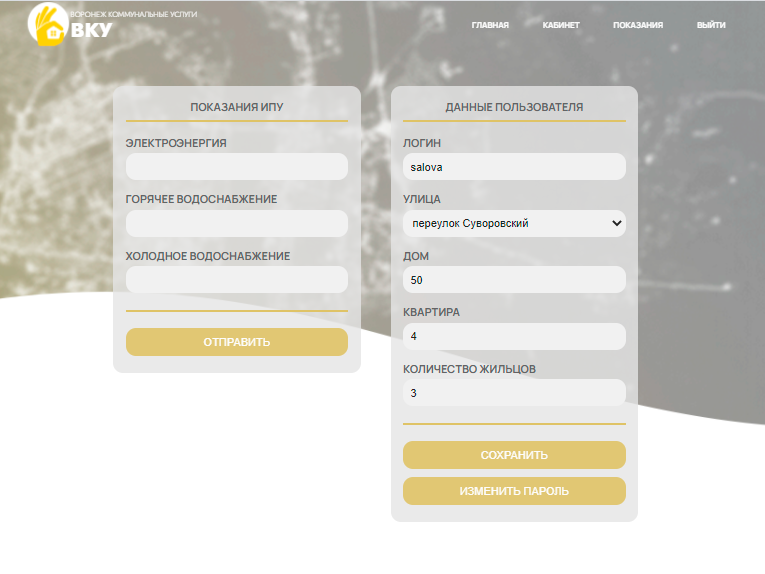 ВОРОНЕЖ КОММУНАЛЬНЫЕ УСЛУГИ
ВКУ
ГЛАВНАЯ КАБИНЕТ ПОКАЗАНИЯ ВЫЙТИ
ПОКАЗАНИЯ ИПУ
ЭЛЕКТРОЭНЕРГИЯ
ГОРЯЧЕЕ ВОДОСНАБЖЕНИЕ
ХОЛОДНОЕ ВОДОСНАБЖЕНИЕ
ОТПРАВИТЬ
ДАННЫЕ ПОЛЬЗОВАТЕЛЯ
ЛОГИН
salova
УЛИЦА
переулок Суворовский
ДОМ
50
КВАРТИРА
4
КОЛИЧЕСТВО ЖИЛЬЦОВ
3
СОХРАНИТЬ
ИЗМЕНИТЬ ПАРОЛЬ